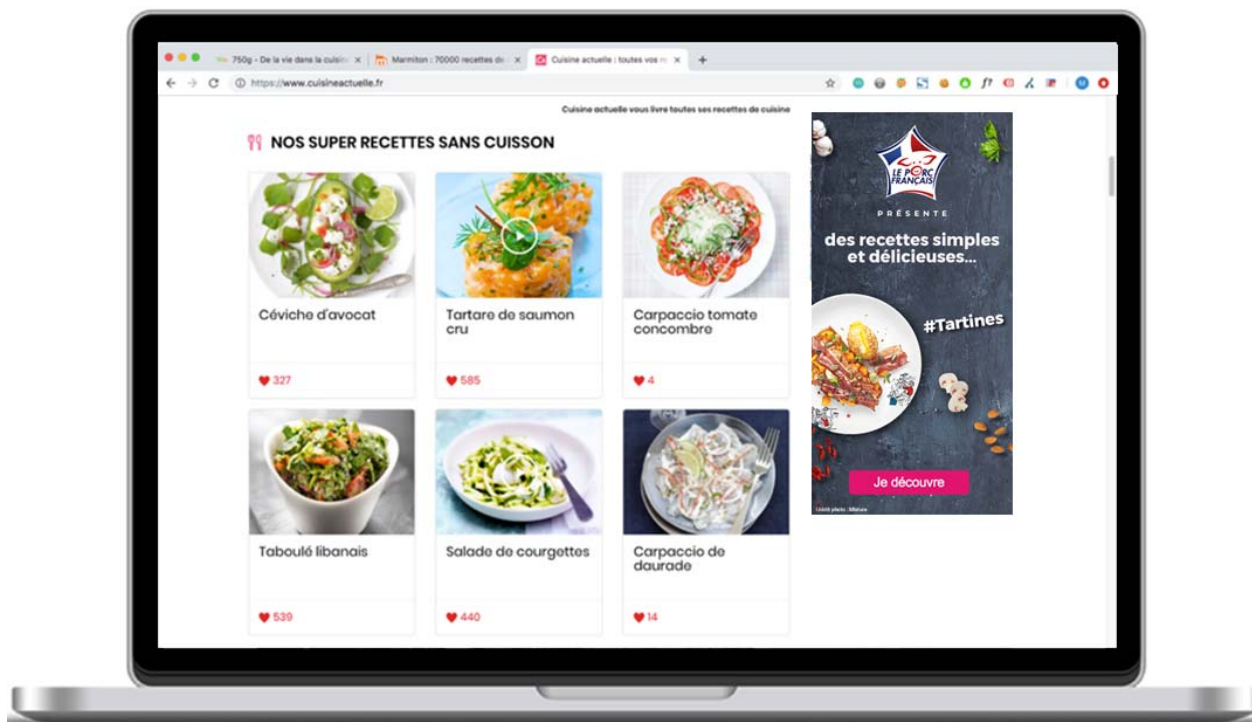 750g - De la vie dans la cuisin
Marmiton : 70000 recettes de
Cuisine actuelle : toutes vos re
https://www.cuisineactuelle.fr
Cuisine actuelle vous livre toutes ses recettes de cuisine
NOS SUPER RECETTES SANS CUISSON
Céviche d'avocat
327
Tartare de saumon
cru
585
Carpaccio tomate
concombre
4
Taboulé libanais
539
Salade de courgettes
440
Carpaccio de
daurade
14
LE PORC
FRANÇAIS
PRÉSENTE
des recettes simples
et délicieuses...
#Tartines
Je découvre